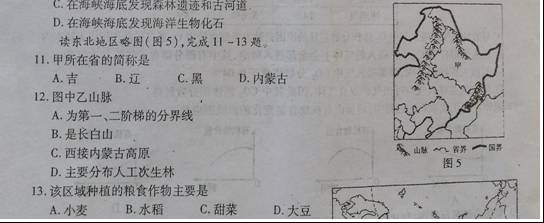 C. 在海峡海底发现森林遗迹和古河道
D. 在海峡海底发现海洋生物化石
读东北地区略图(图5),完成11-13题。
11. 甲所在省的简称是
A. 吉 B. 辽 C. 黑 D. 内蒙古
12. 图中乙山脉
A. 为第一、二阶梯的分界线
B. 是长白山
C. 西接内蒙古高原
D. 主要分布人工次生林
13. 该区域种植的粮食作物主要是
A. 小麦 B. 水稻 C. 甜菜 D. 大豆
甲
山脉 省界 国界
图5